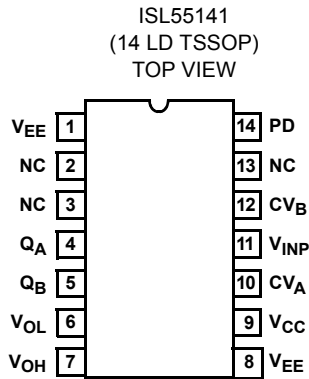 ISL55141
(14 LD TSSOP)
TOP VIEW
VEE 1 14 PD
NC 2 13 NC
NC 3 12 CVB
QA 4 11 VINP
QB 5 10 CVA
VOL 6 9 VCC
VOH 7 8 VEE